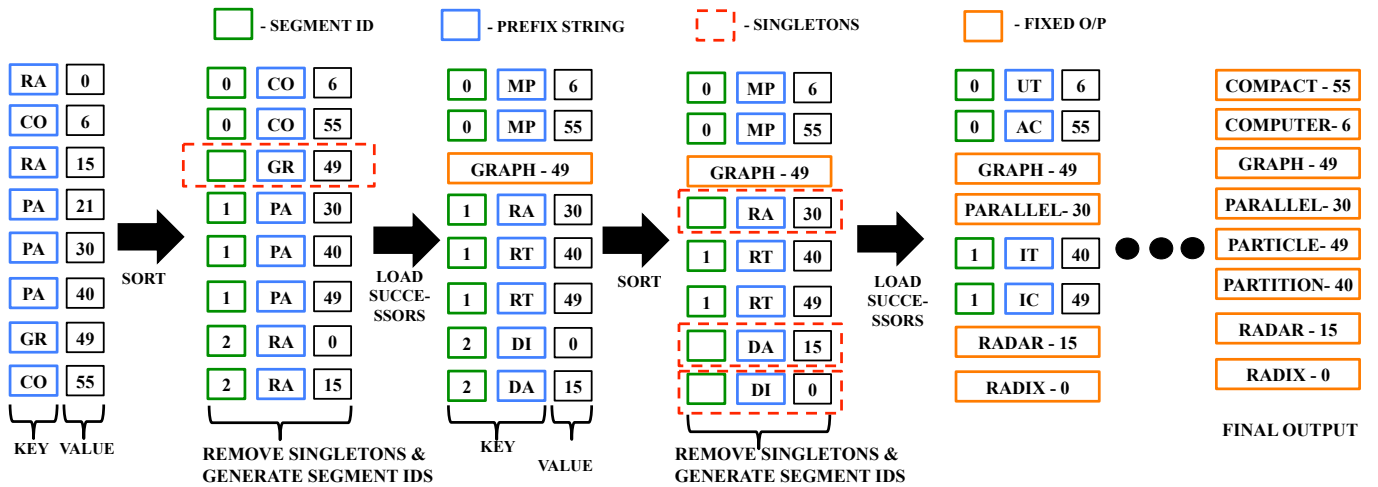 - SEGMENT ID
- PREFIX STRING
- SINGLETONS
- FIXED O/P
RA 0
CO 6
RA 15
PA 21
PA 30
PA 40
GR 49
CO 55
KEY VALUE
SORT
0 CO 6
0 CO 55
GR 49
1 PA 30
1 PA 40
1 PA 49
2 RA 0
2 RA 15
REMOVE SINGLETONS &
GENERATE SEGMENT IDS
LOAD
SUCCE-
SSORS
0 MP 6
0 MP 55
GRAPH - 49
1 RA 30
1 RT 40
1 RT 49
2 DI 0
2 DA 15
KEY
VALUE
SORT
0 MP 6
0 MP 55
GRAPH - 49
RA 30
1 RT 40
1 RT 49
DA 15
DI 0
REMOVE SINGLETONS &
GENERATE SEGMENT IDS
LOAD
SUCCE-
SSORS
0 UT 6
0 AC 55
GRAPH - 49
PARALLEL- 30
1 IT 40
1 IC 49
RADAR - 15
RADIX - 0
COMPACT - 55
COMPUTER- 6
GRAPH - 49
PARALLEL- 30
PARTICLE- 49
PARTITION- 40
RADAR - 15
RADIX - 0
FINAL OUTPUT